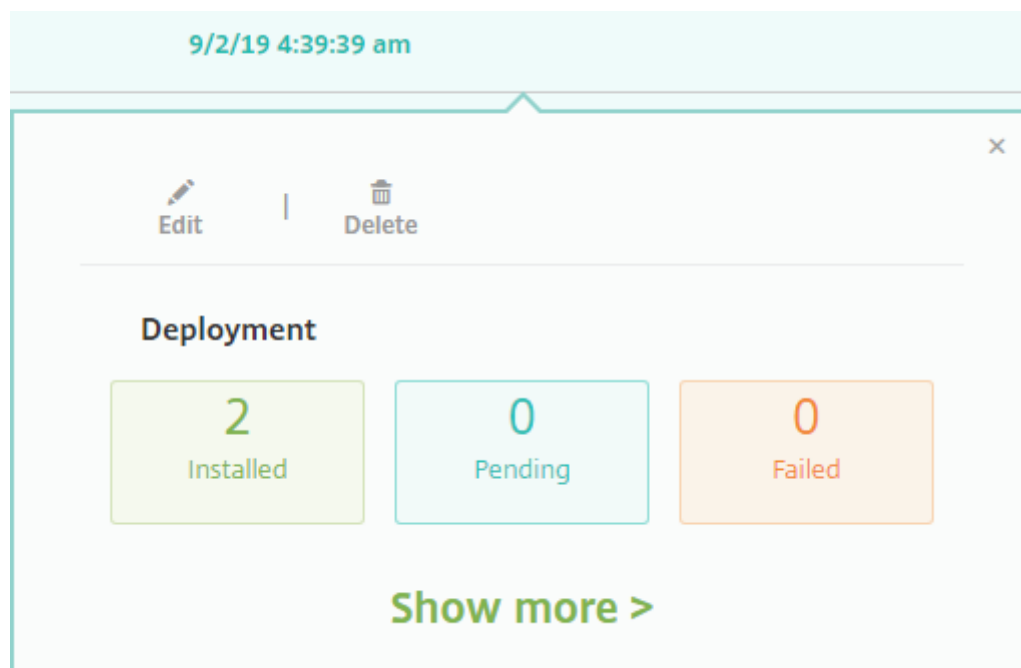 9/2/19 4:39:39 am
×
Edit | Delete
Deployment
2 0 0
Installed Pending Failed
Show more >